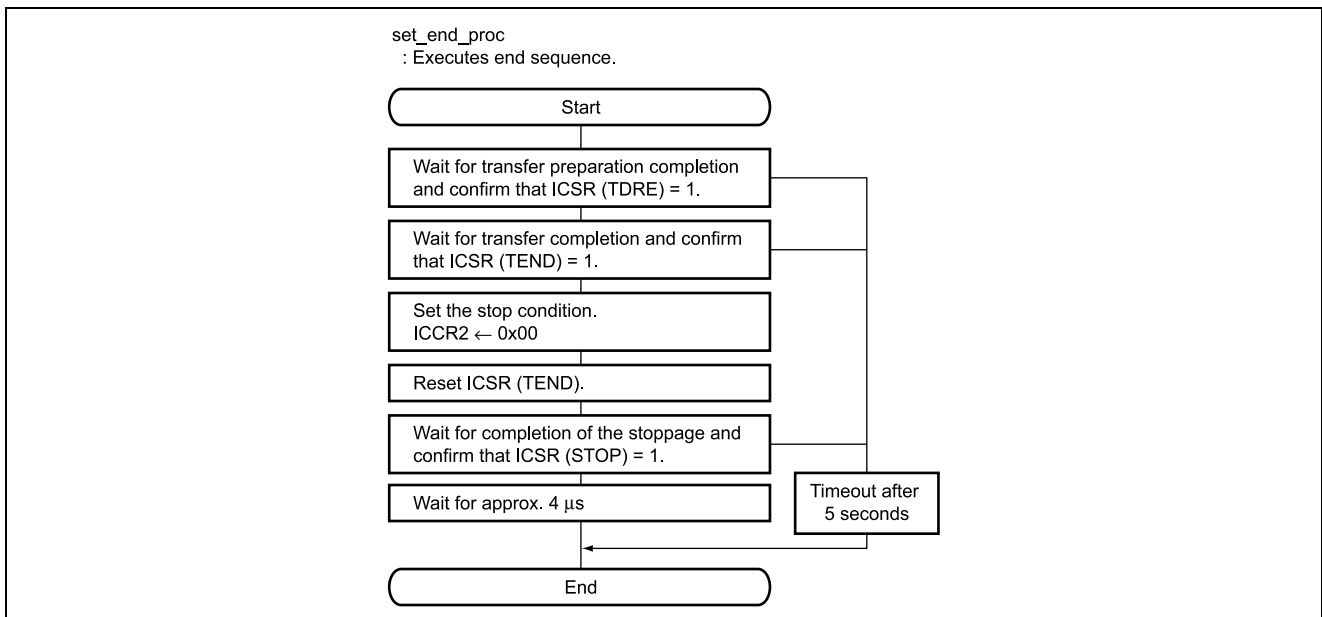 set_end_proc
: Executes end sequence.
Start
Wait for transfer preparation completion
and confirm that ICSR (TDRE) = 1.
Wait for transfer completion and confirm
that ICSR (TEND) = 1.
Set the stop condition.
ICCR2 ← 0x00
Reset ICSR (TEND).
Wait for completion of the stoppage and
confirm that ICSR (STOP) = 1.
Wait for approx. 4 μs
Timeout after
5 seconds
End